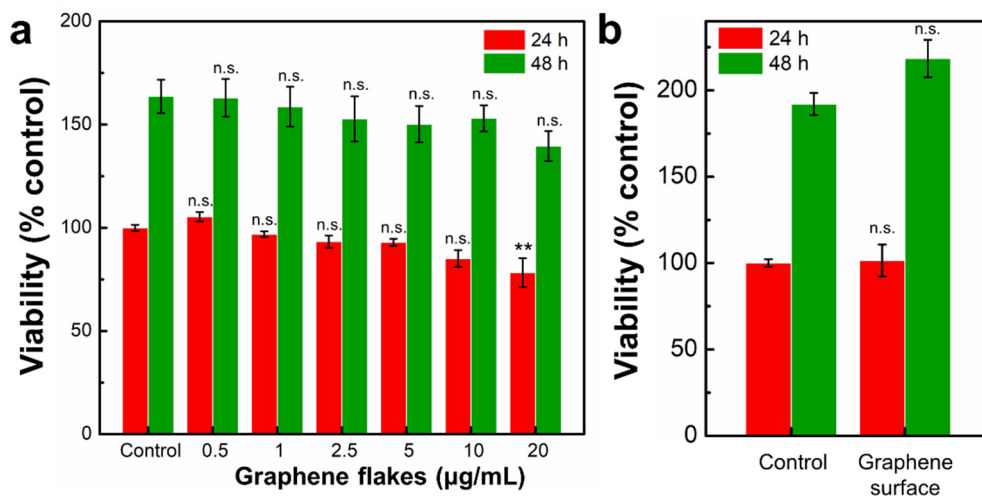 a
Viability (% control)
200
150
100
50
0
24 h
48 h
n.s.
n.s.
n.s.
n.s.
n.s.
n.s.
n.s.
n.s.
n.s.
n.s.
n.s.
**
Control
0.5
1
2.5
5
10
20
Graphene flakes (µg/mL)
b
Viability (% control)
200
150
100
50
0
24 h
48 h
n.s.
n.s.
Control
Graphene
surface